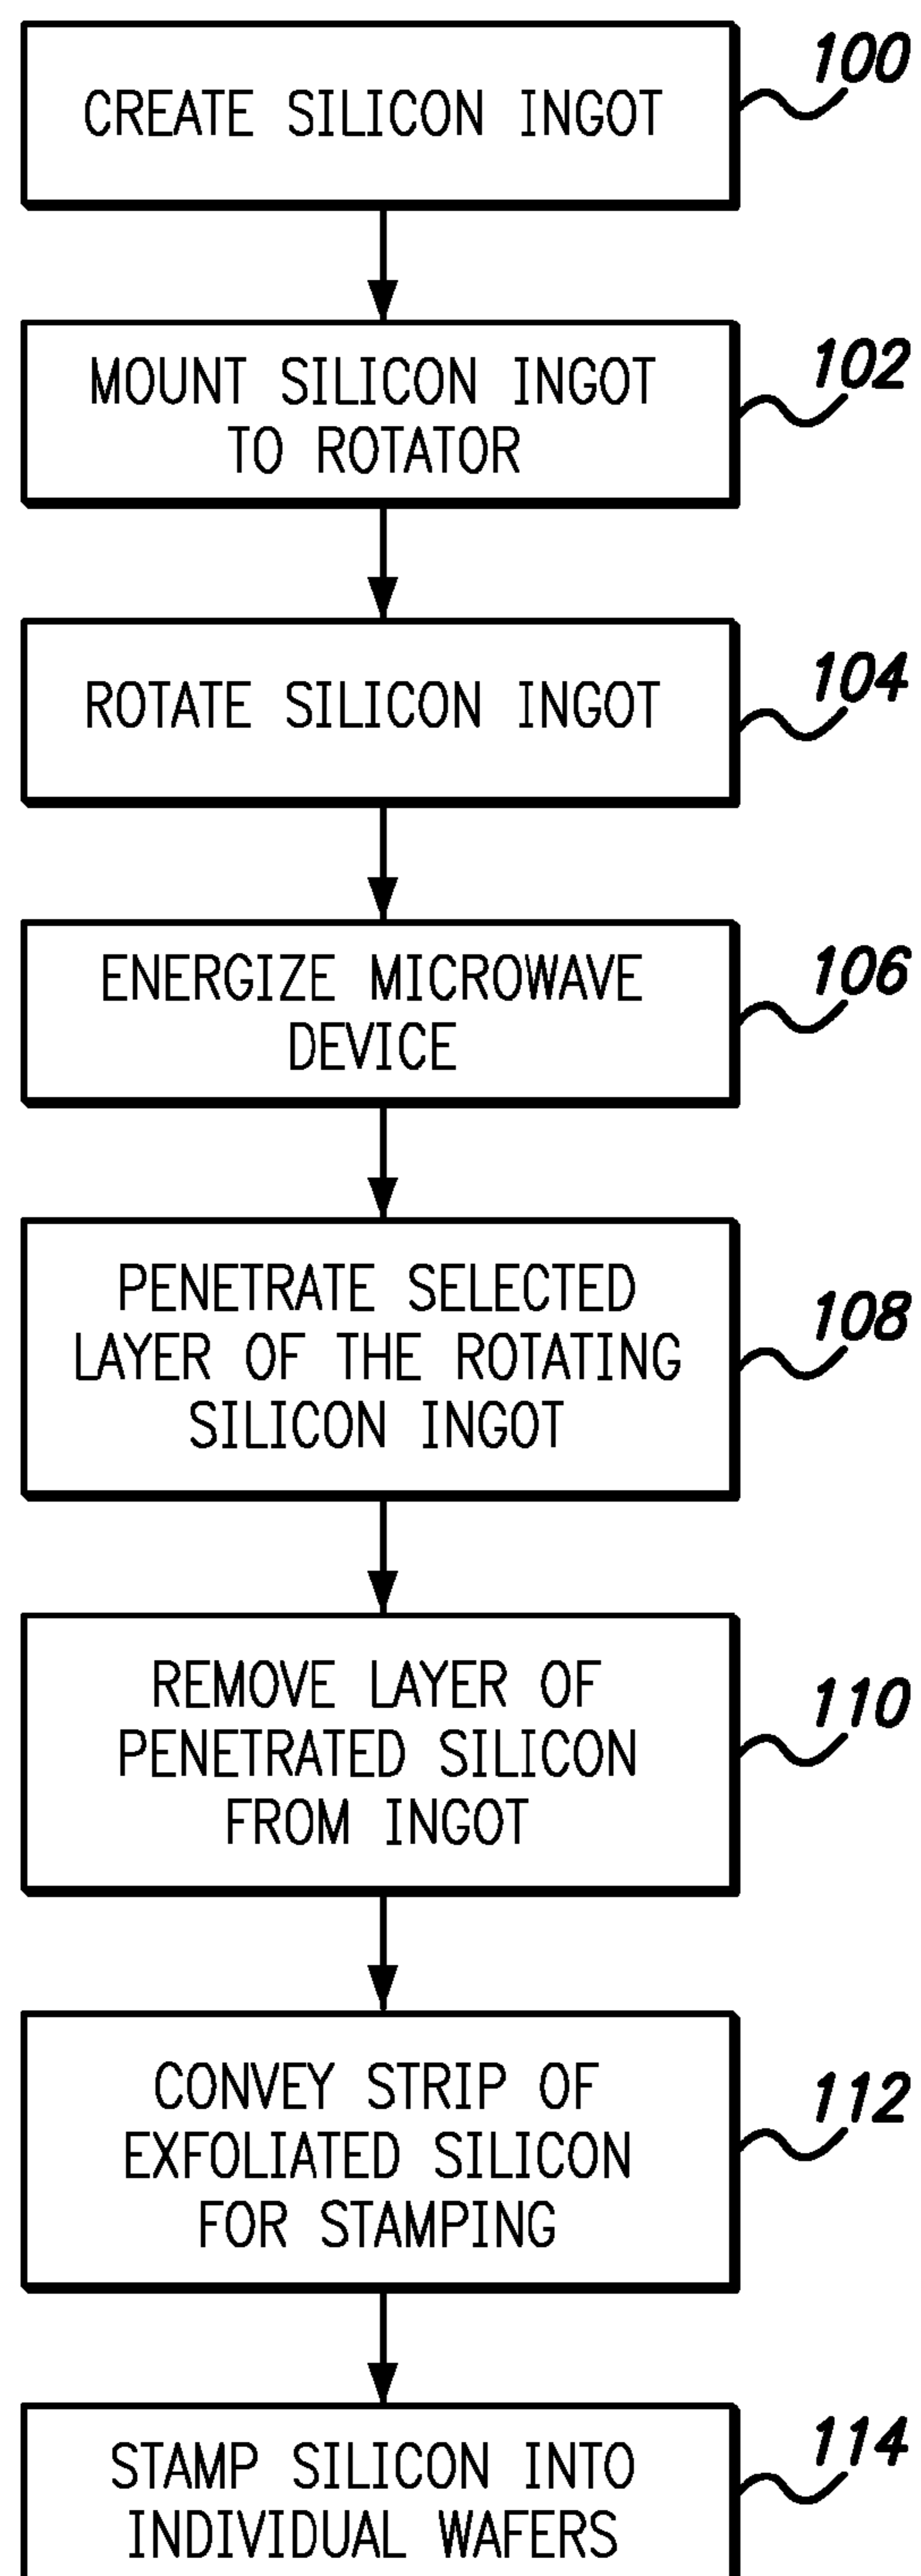 CREATE SILICON INGOT
100
MOUNT SILICON INGOT
TO ROTATOR
102
ROTATE SILICON INGOT
104
ENERGIZE MICROWAVE
DEVICE
106
PENETRATE SELECTED
LAYER OF THE ROTATING
SILICON INGOT
108
REMOVE LAYER OF
PENETRATED SILICON
FROM INGOT
110
CONVEY STRIP OF
EXFOLIATED SILICON
FOR STAMPING
112
STAMP SILICON INTO
INDIVIDUAL WAFERS
114